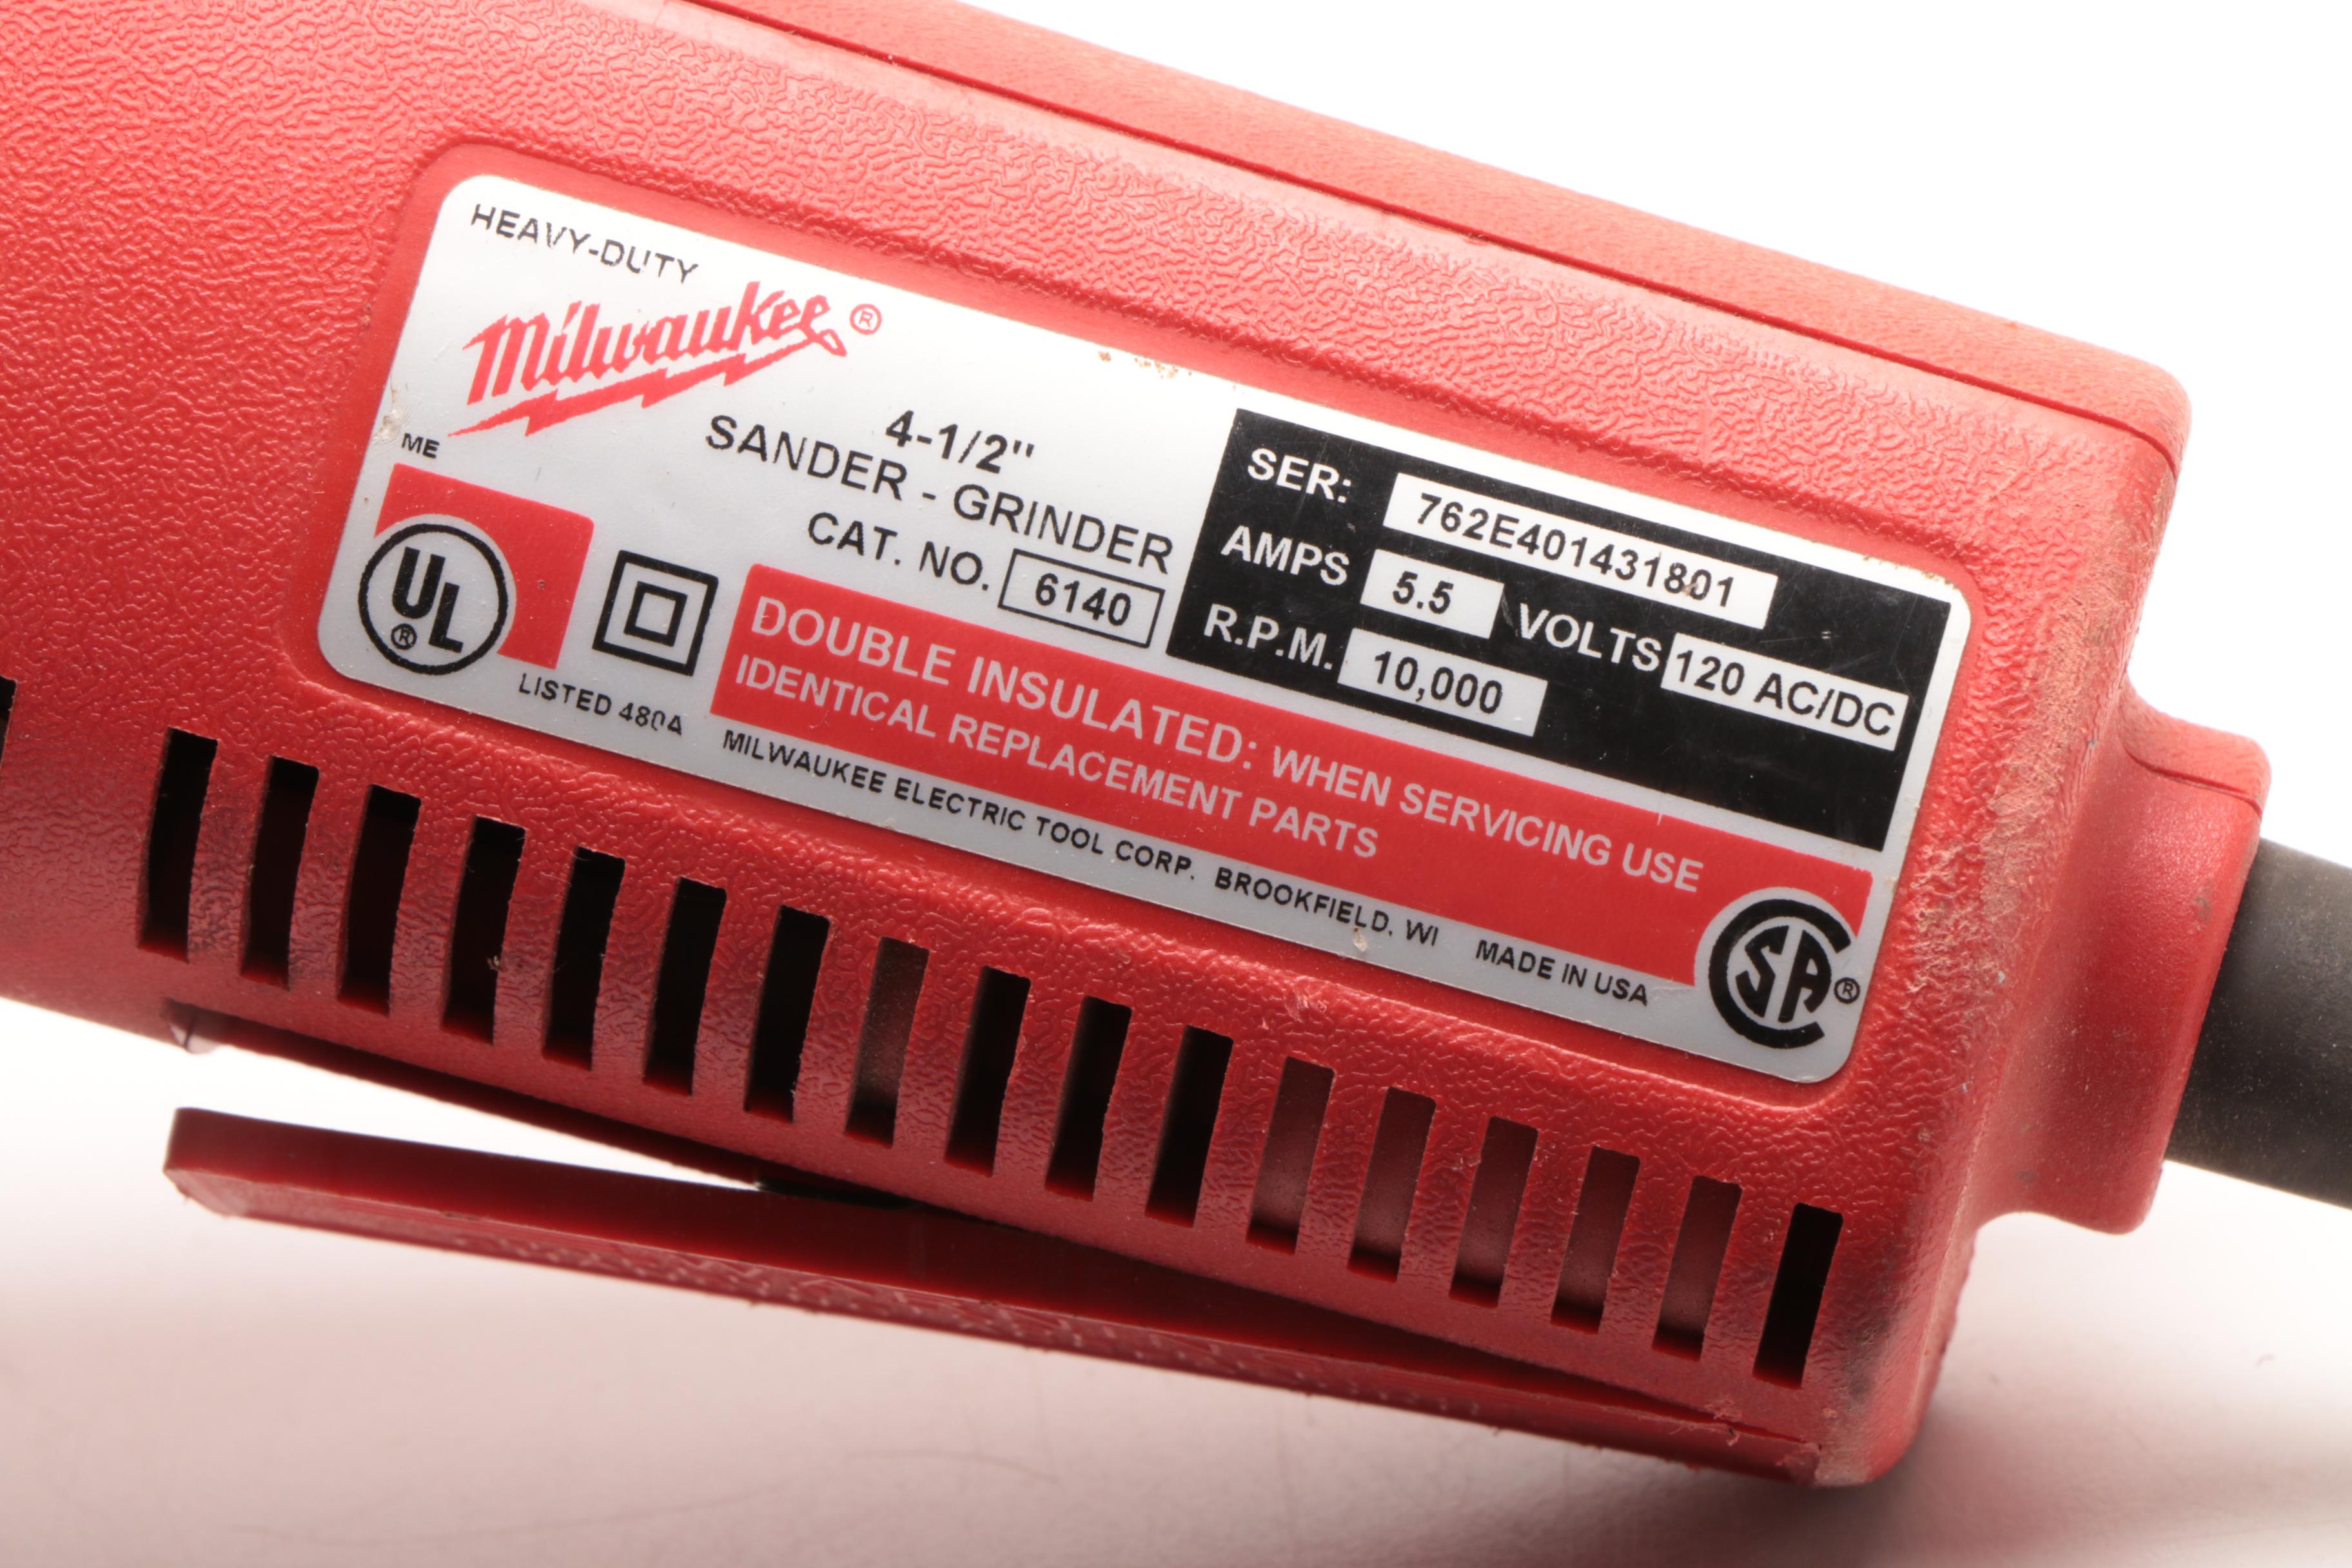 HEAVY-DUTY
Milwaukee®
4-1/2"
SANDER - GRINDER
CAT. NO. 6140
ME
UL®
LISTED 480A
SER: 762E401431801
AMPS 5.5 VOLTS 120 AC/DC
R.P.M. 10,000
DOUBLE INSULATED: WHEN SERVICING USE
IDENTICAL REPLACEMENT PARTS
MILWAUKEE ELECTRIC TOOL CORP. BROOKFIELD, WI MADE IN USA
CSA®